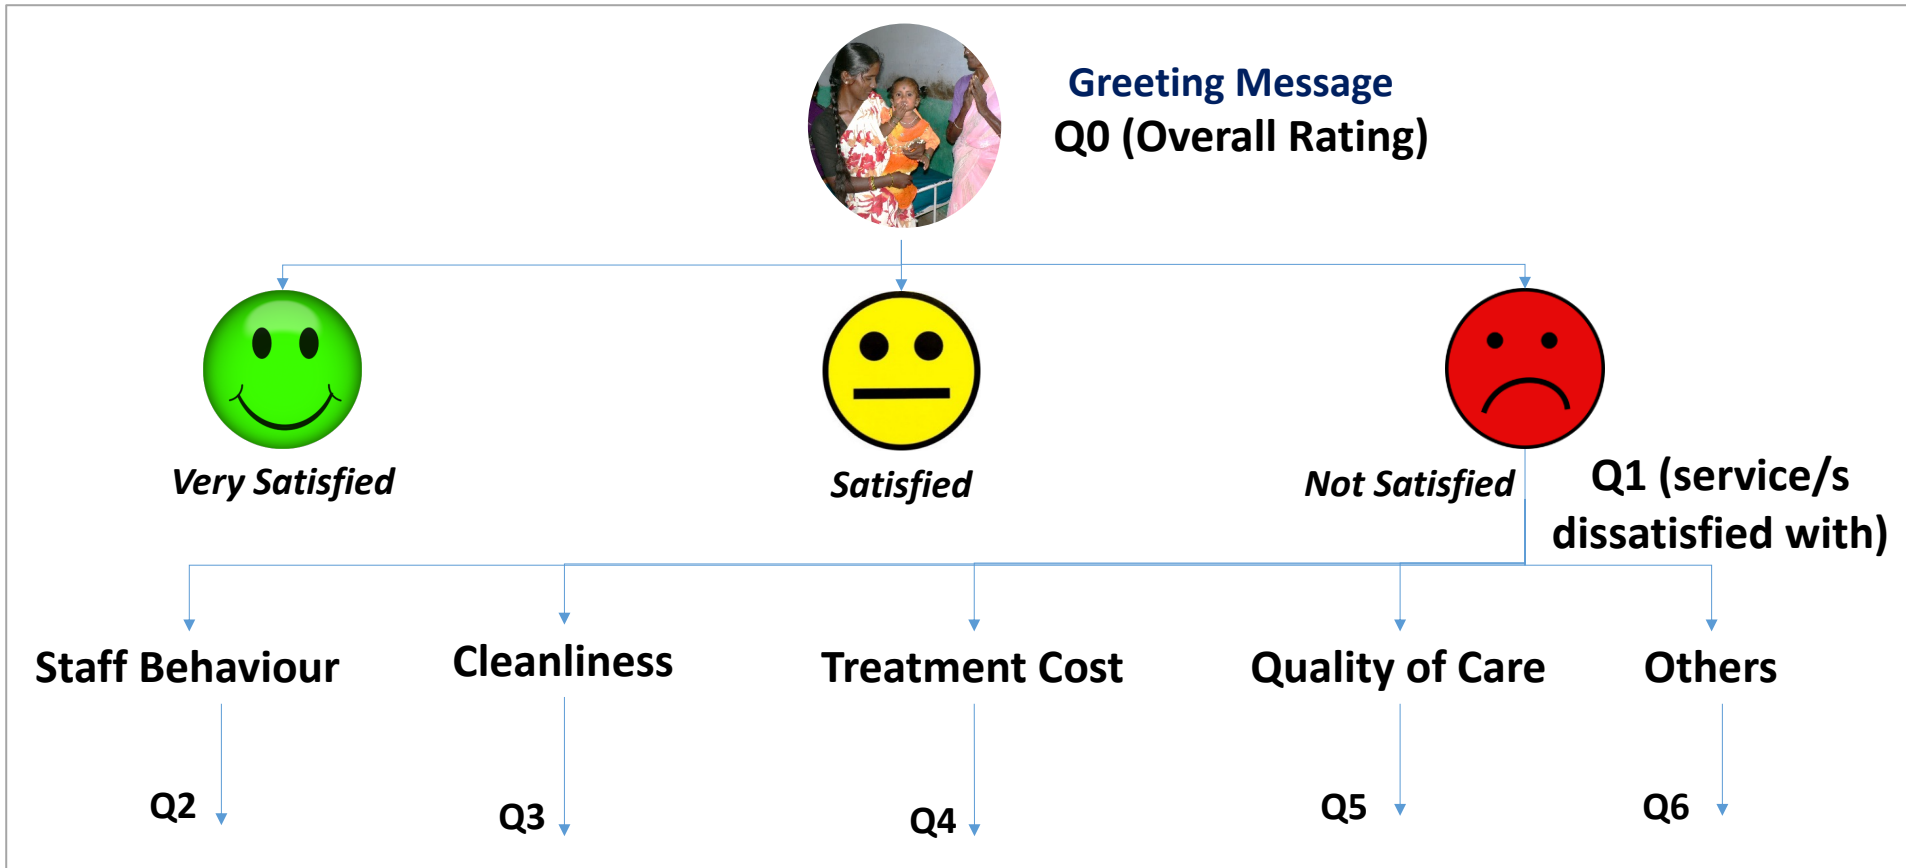 Greeting Message
Q0 (Overall Rating)
Very Satisfied
Satisfied
Not Satisfied
Q1 (service/s
dissatisfied with)
Staff Behaviour
Cleanliness
Treatment Cost
Quality of Care
Others
Q2
Q3
Q4
Q5
Q6